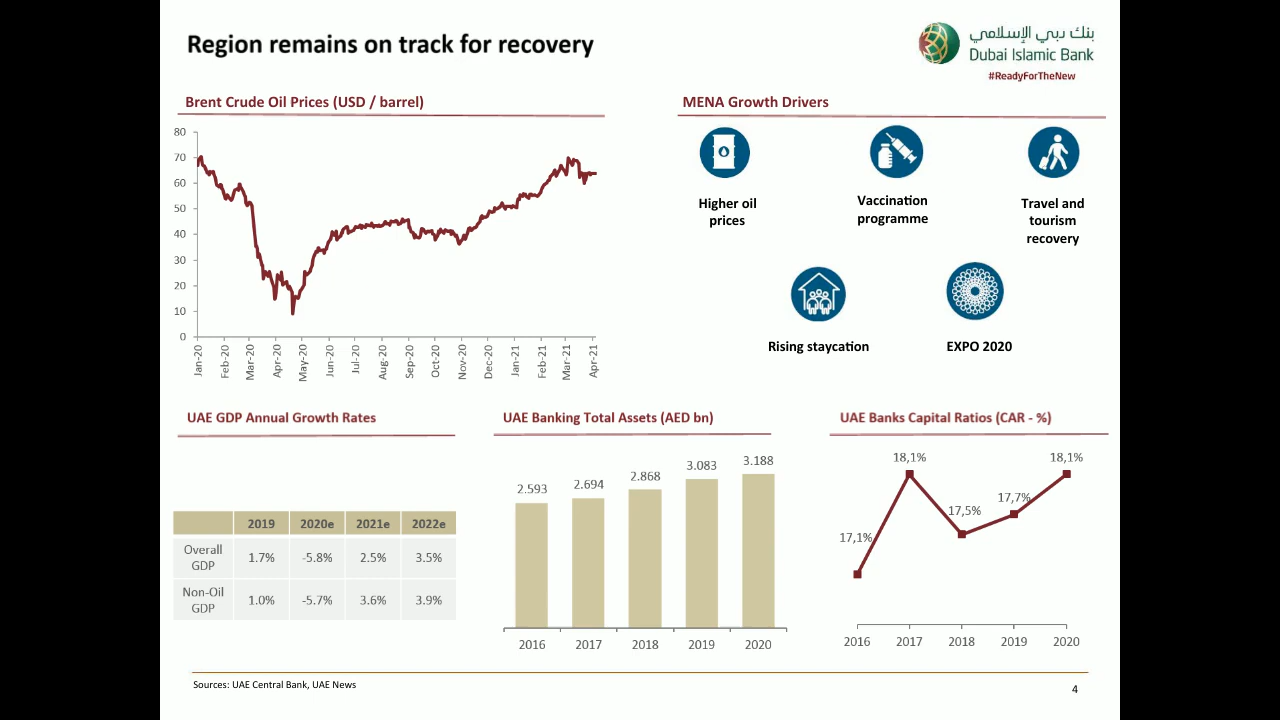 Region remains on track for recovery
بنك دبي الإسلامي
Dubai Islamic Bank
#ReadyForTheNew
Brent Crude Oil Prices (USD / barrel)
80
70
60
50
40
30
20
10
0
Jan-20
Feb-20
Mar-20
Apr-20
May-20
Jun-20
Jul-20
Aug-20
Sep-20
Oct-20
Nov-20
Dec-20
Jan-21
Feb-21
Mar-21
Apr-21
MENA Growth Drivers
Higher oil
prices
Vaccination
programme
Travel and
tourism
recovery
Rising staycation
EXPO 2020
UAE GDP Annual Growth Rates
2019 2020e 2021e 2022e
Overall
GDP
1.7% -5.8% 2.5% 3.5%
Non-Oil
GDP
1.0% -5.7% 3.6% 3.9%
UAE Banking Total Assets (AED bn)
2.593 2.694 2.868 3.083 3.188
2016 2017 2018 2019 2020
UAE Banks Capital Ratios (CAR - %)
17,1% 18,1% 17,5% 17,7% 18,1%
2016 2017 2018 2019 2020
Sources: UAE Central Bank, UAE News
4